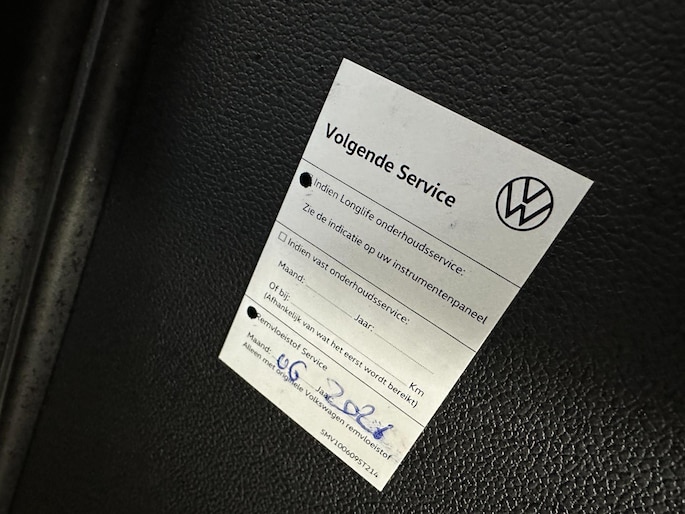 Volgende Service
Indien Longlife onderhoudsservice:
Zie de indicatie op uw instrumentenpaneel
Indien vast onderhoudsservice:
Maand: Jaar:
Of bij: Km
(Afhankelijk van wat het eerst wordt bereikt)
Remvloeistof Service
Maand: 06 Jaar
Alleen met originele Volkswagen remvloeistof
5MV1006095T214